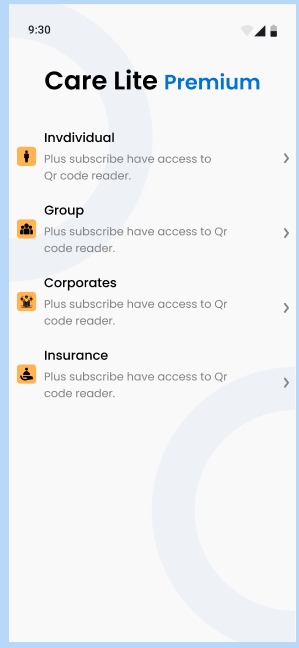 9:30
Care Lite Premium
Invdividual
Plus subscribe have access to
Qr code reader.
Group
Plus subscribe have access to Qr
code reader.
Corporates
Plus subscribe have access to Qr
code reader.
Insurance
Plus subscribe have access to Qr
code reader.